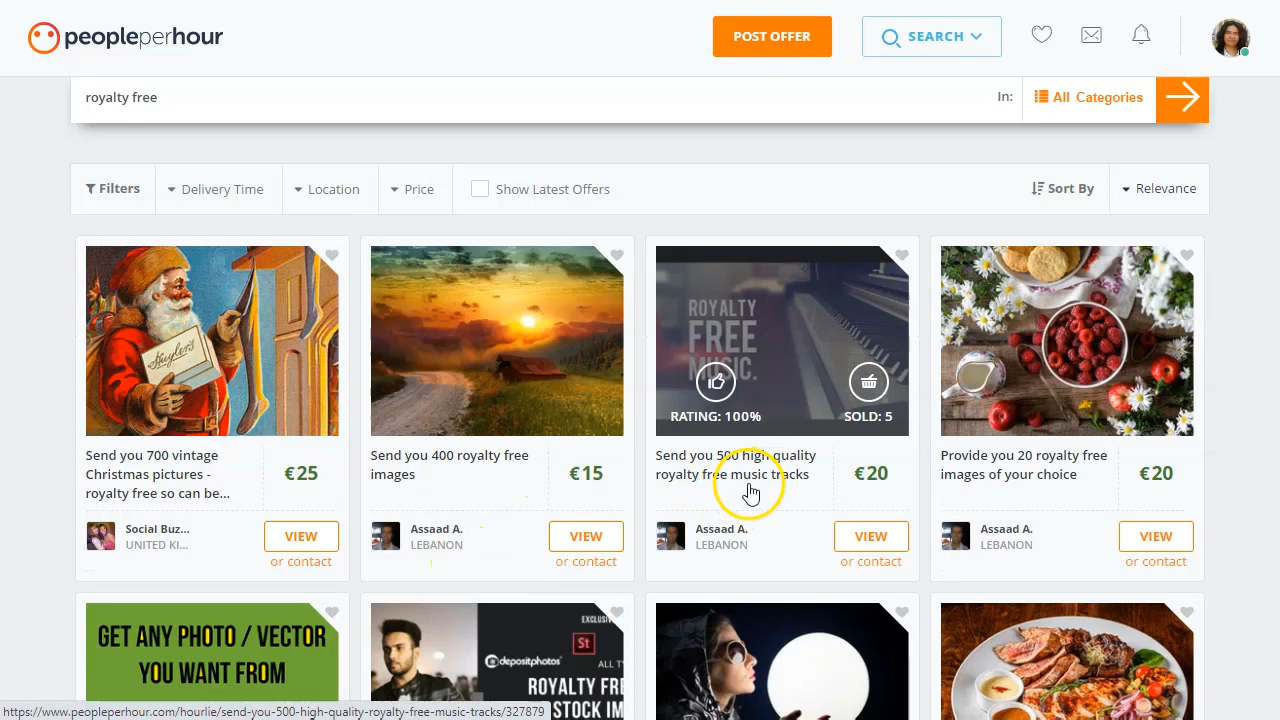 peopleperhour
POST OFFER
SEARCH
royalty free
In:
All Categories
Filters
Delivery Time
Location
Price
Show Latest Offers
Sort By
Relevance
Huyler's
Send you 700 vintage
Christmas pictures -
royalty free so can be...
€25
Social Buz...
UNITED KI...
VIEW
or contact
Send you 400 royalty free
images
€15
Assaad A.
LEBANON
VIEW
or contact
ROYALTY
FREE
MUSIC.
RATING: 100%
SOLD: 5
Send you 500 high quality
royalty free music tracks
€20
Assaad A.
LEBANON
VIEW
or contact
Provide you 20 royalty free
images of your choice
€20
Assaad A.
LEBANON
VIEW
or contact
GET ANY PHOTO / VECTOR
YOU WANT FROM
EXCLUSIV
St
depositphotos
ALL T
ROYALTY FRE
STOCK IM
https://www.peopleperhour.com/hourlie/send-you-500-high-quality-royalty-free-music-tracks/327879